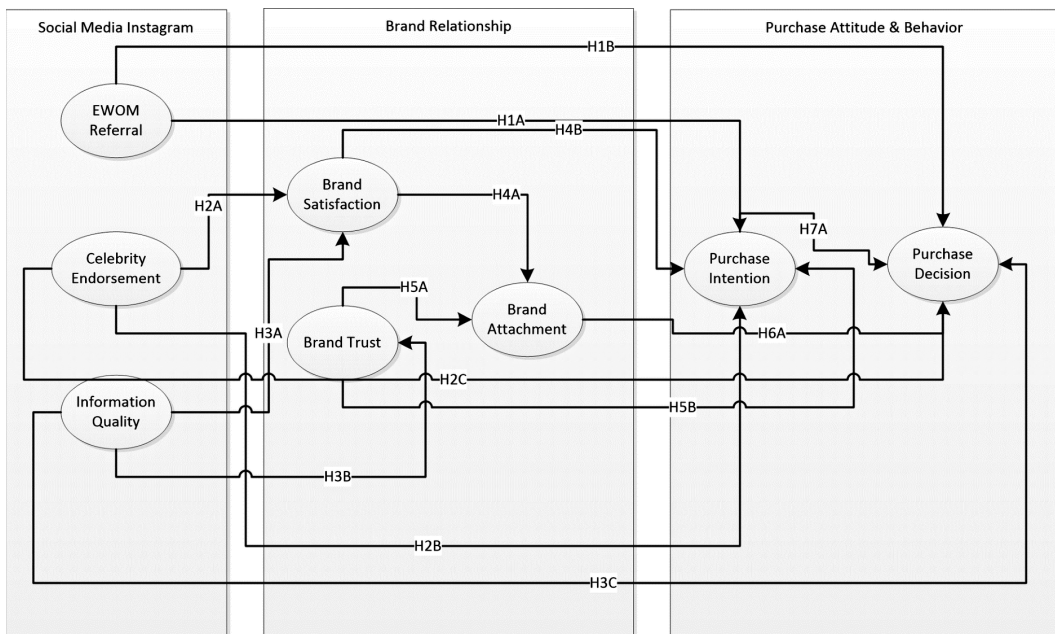 Social Media Instagram
Brand Relationship
Purchase Attitude & Behavior
H1B
EWOM
Referral
H1A
H4B
Brand
Satisfaction
H4A
H2A
H7A
Celebrity
Endorsement
Purchase
Intention
Purchase
Decision
H5A
Brand
Attachment
H3A
Brand Trust
H6A
H2C
Information
Quality
H5B
H3B
H2B
H3C